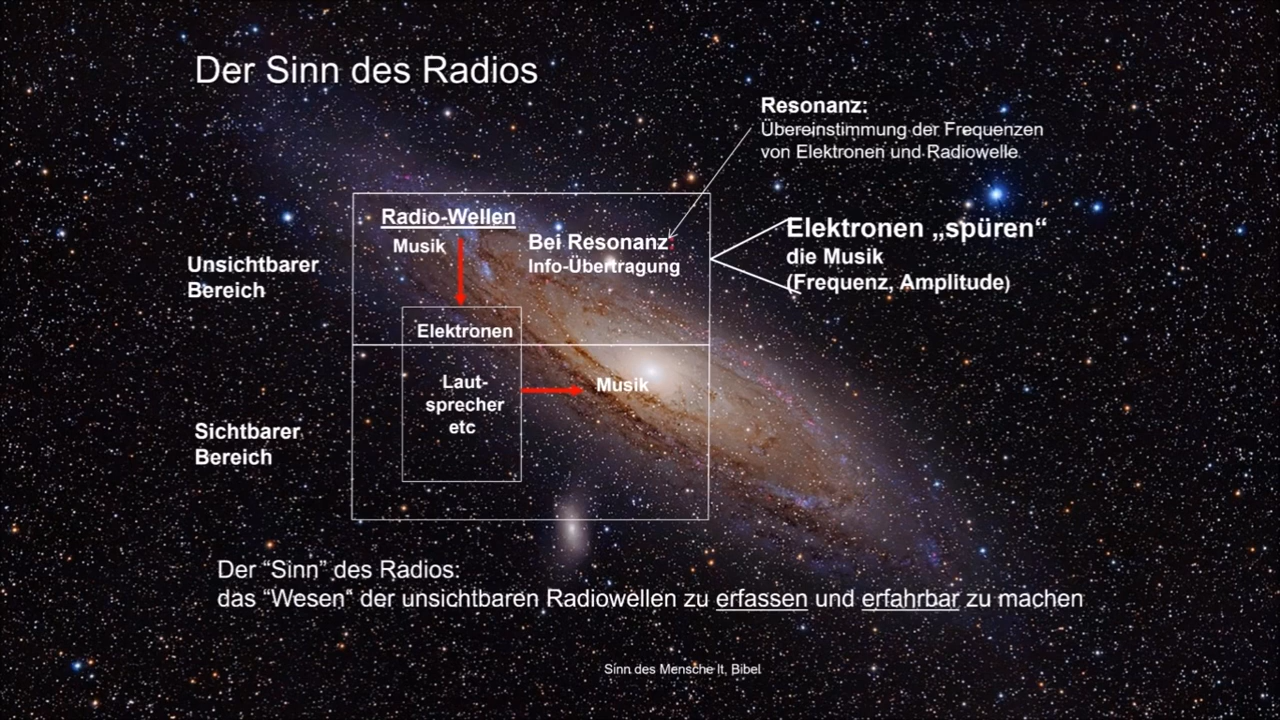 Der Sinn des Radios
Resonanz:
Übereinstimmung der Frequenzen
von Elektronen und Radiowelle
Radio-Wellen
Musik
Bei Resonanz:
Info-Übertragung
Elektronen „spüren“
die Musik
(Frequenz, Amplitude)
Unsichtbarer
Bereich
Elektronen
Laut-
sprecher
etc
Musik
Sichtbarer
Bereich
Der “Sinn” des Radios:
das “Wesen“ der unsichtbaren Radiowellen zu erfassen und erfahrbar zu machen
Sinn des Mensche lt. Bibel